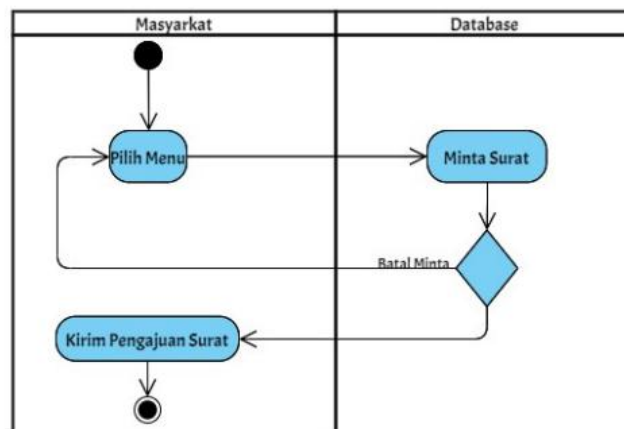 Masyarkat
Database
Pilih Menu
Minta Surat
Batal Minta
Kirim Pengajuan Surat